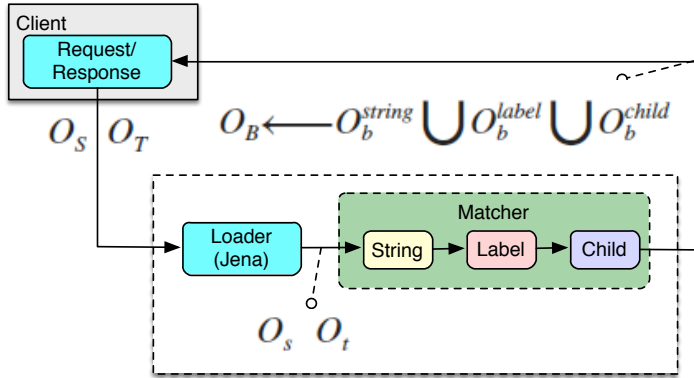 Client
Request/
Response
O_S O_T
O_B ⟵ O_b^{string} ⋃ O_b^{label} ⋃ O_b^{child}
Matcher
Loader
(Jena)
String
Label
Child
O_s O_t